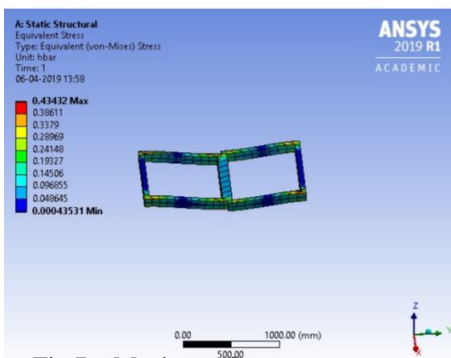 A: Static Structural
Equivalent Stress
Type: Equivalent (von-Mises) Stress
Unit: hbar
Time: 1
06-04-2019 13:58
ANSYS
2019 R1
ACADEMIC
0.43432 Max
0.38611
0.3379
0.28969
0.24148
0.19327
0.14506
0.096855
0.048645
0.00043531 Min
0.00
1000.00 (mm)
500.00
Z
Y
X